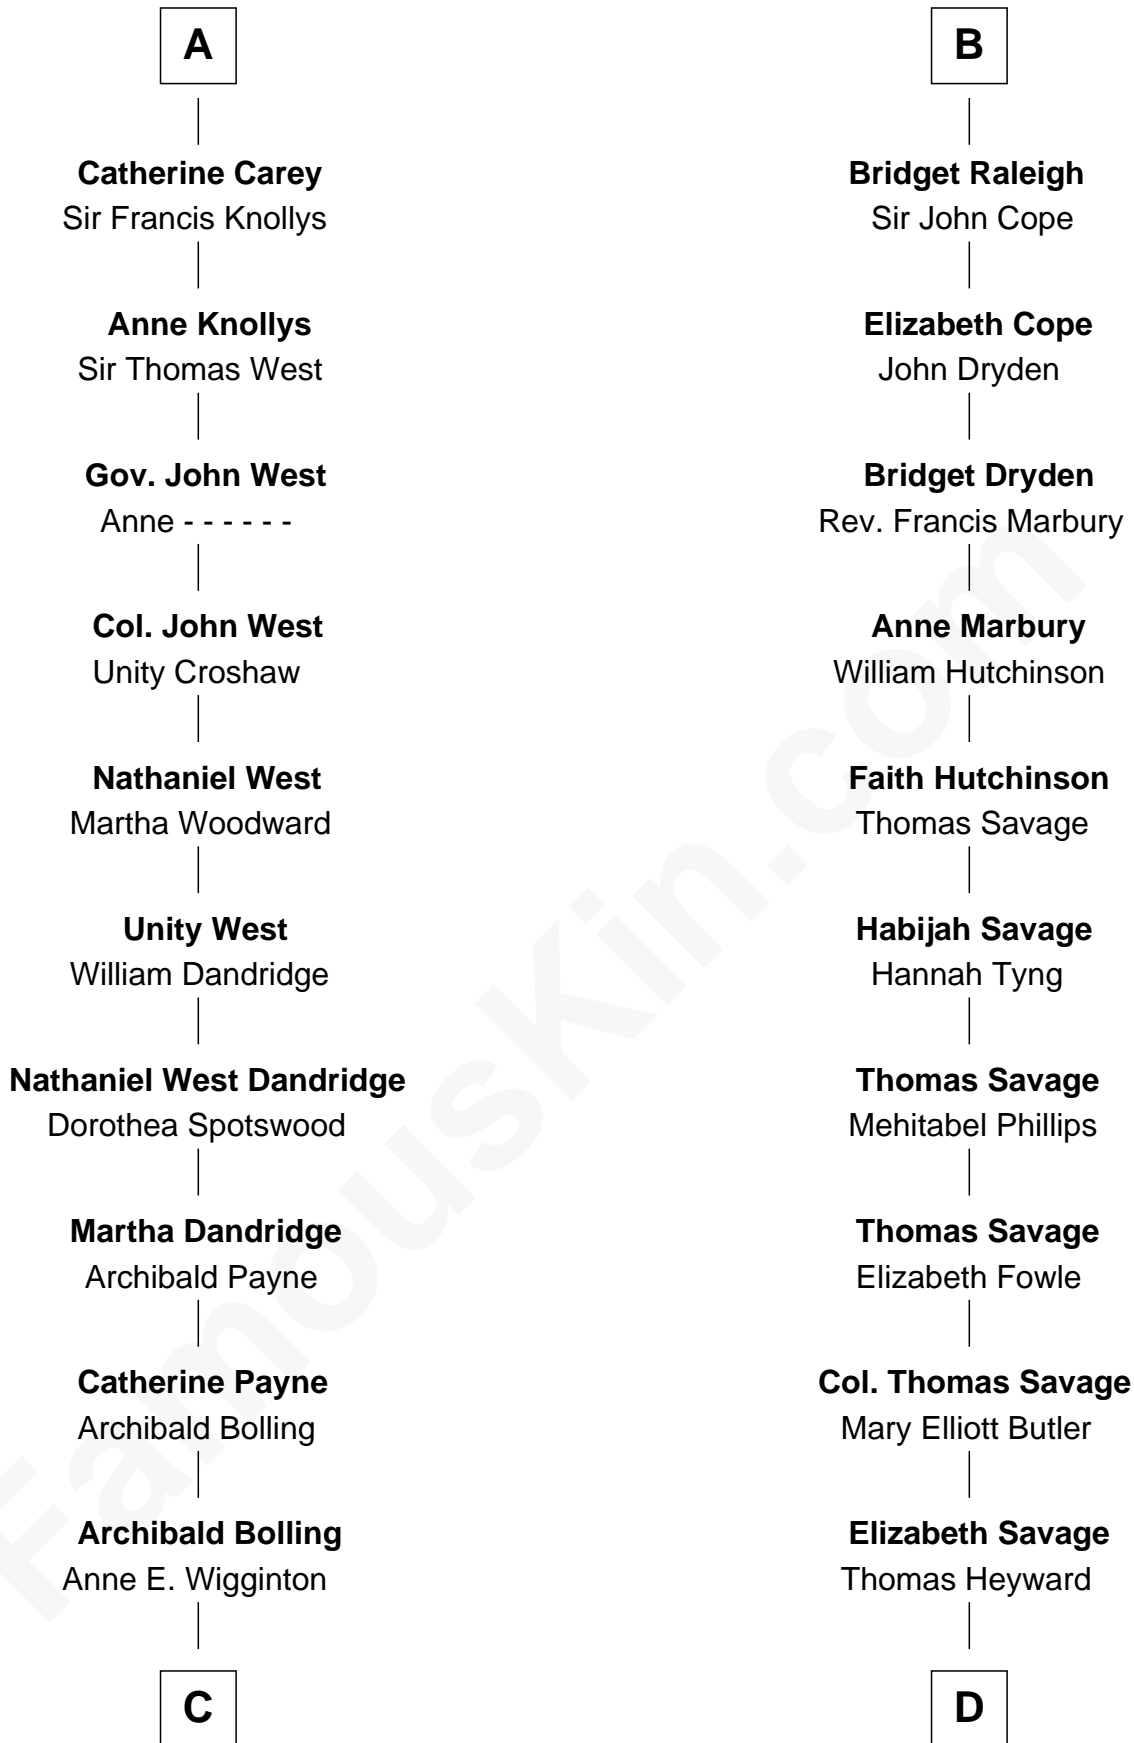 A
Catherine Carey
Sir Francis Knollys
Anne Knollys
Sir Thomas West
Gov. John West
Anne - - - - - -
Col. John West
Unity Croshaw
Nathaniel West
Martha Woodward
Unity West
William Dandridge
Nathaniel West Dandridge
Dorothea Spotswood
Martha Dandridge
Archibald Payne
Catherine Payne
Archibald Bolling
Archibald Bolling
Anne E. Wigginton
C
B
Bridget Raleigh
Sir John Cope
Elizabeth Cope
John Dryden
Bridget Dryden
Rev. Francis Marbury
Anne Marbury
William Hutchinson
Faith Hutchinson
Thomas Savage
Habijah Savage
Hannah Tyng
Thomas Savage
Mehitabel Phillips
Thomas Savage
Elizabeth Fowle
Col. Thomas Savage
Mary Elliott Butler
Elizabeth Savage
Thomas Heyward
D
FamousKin.com